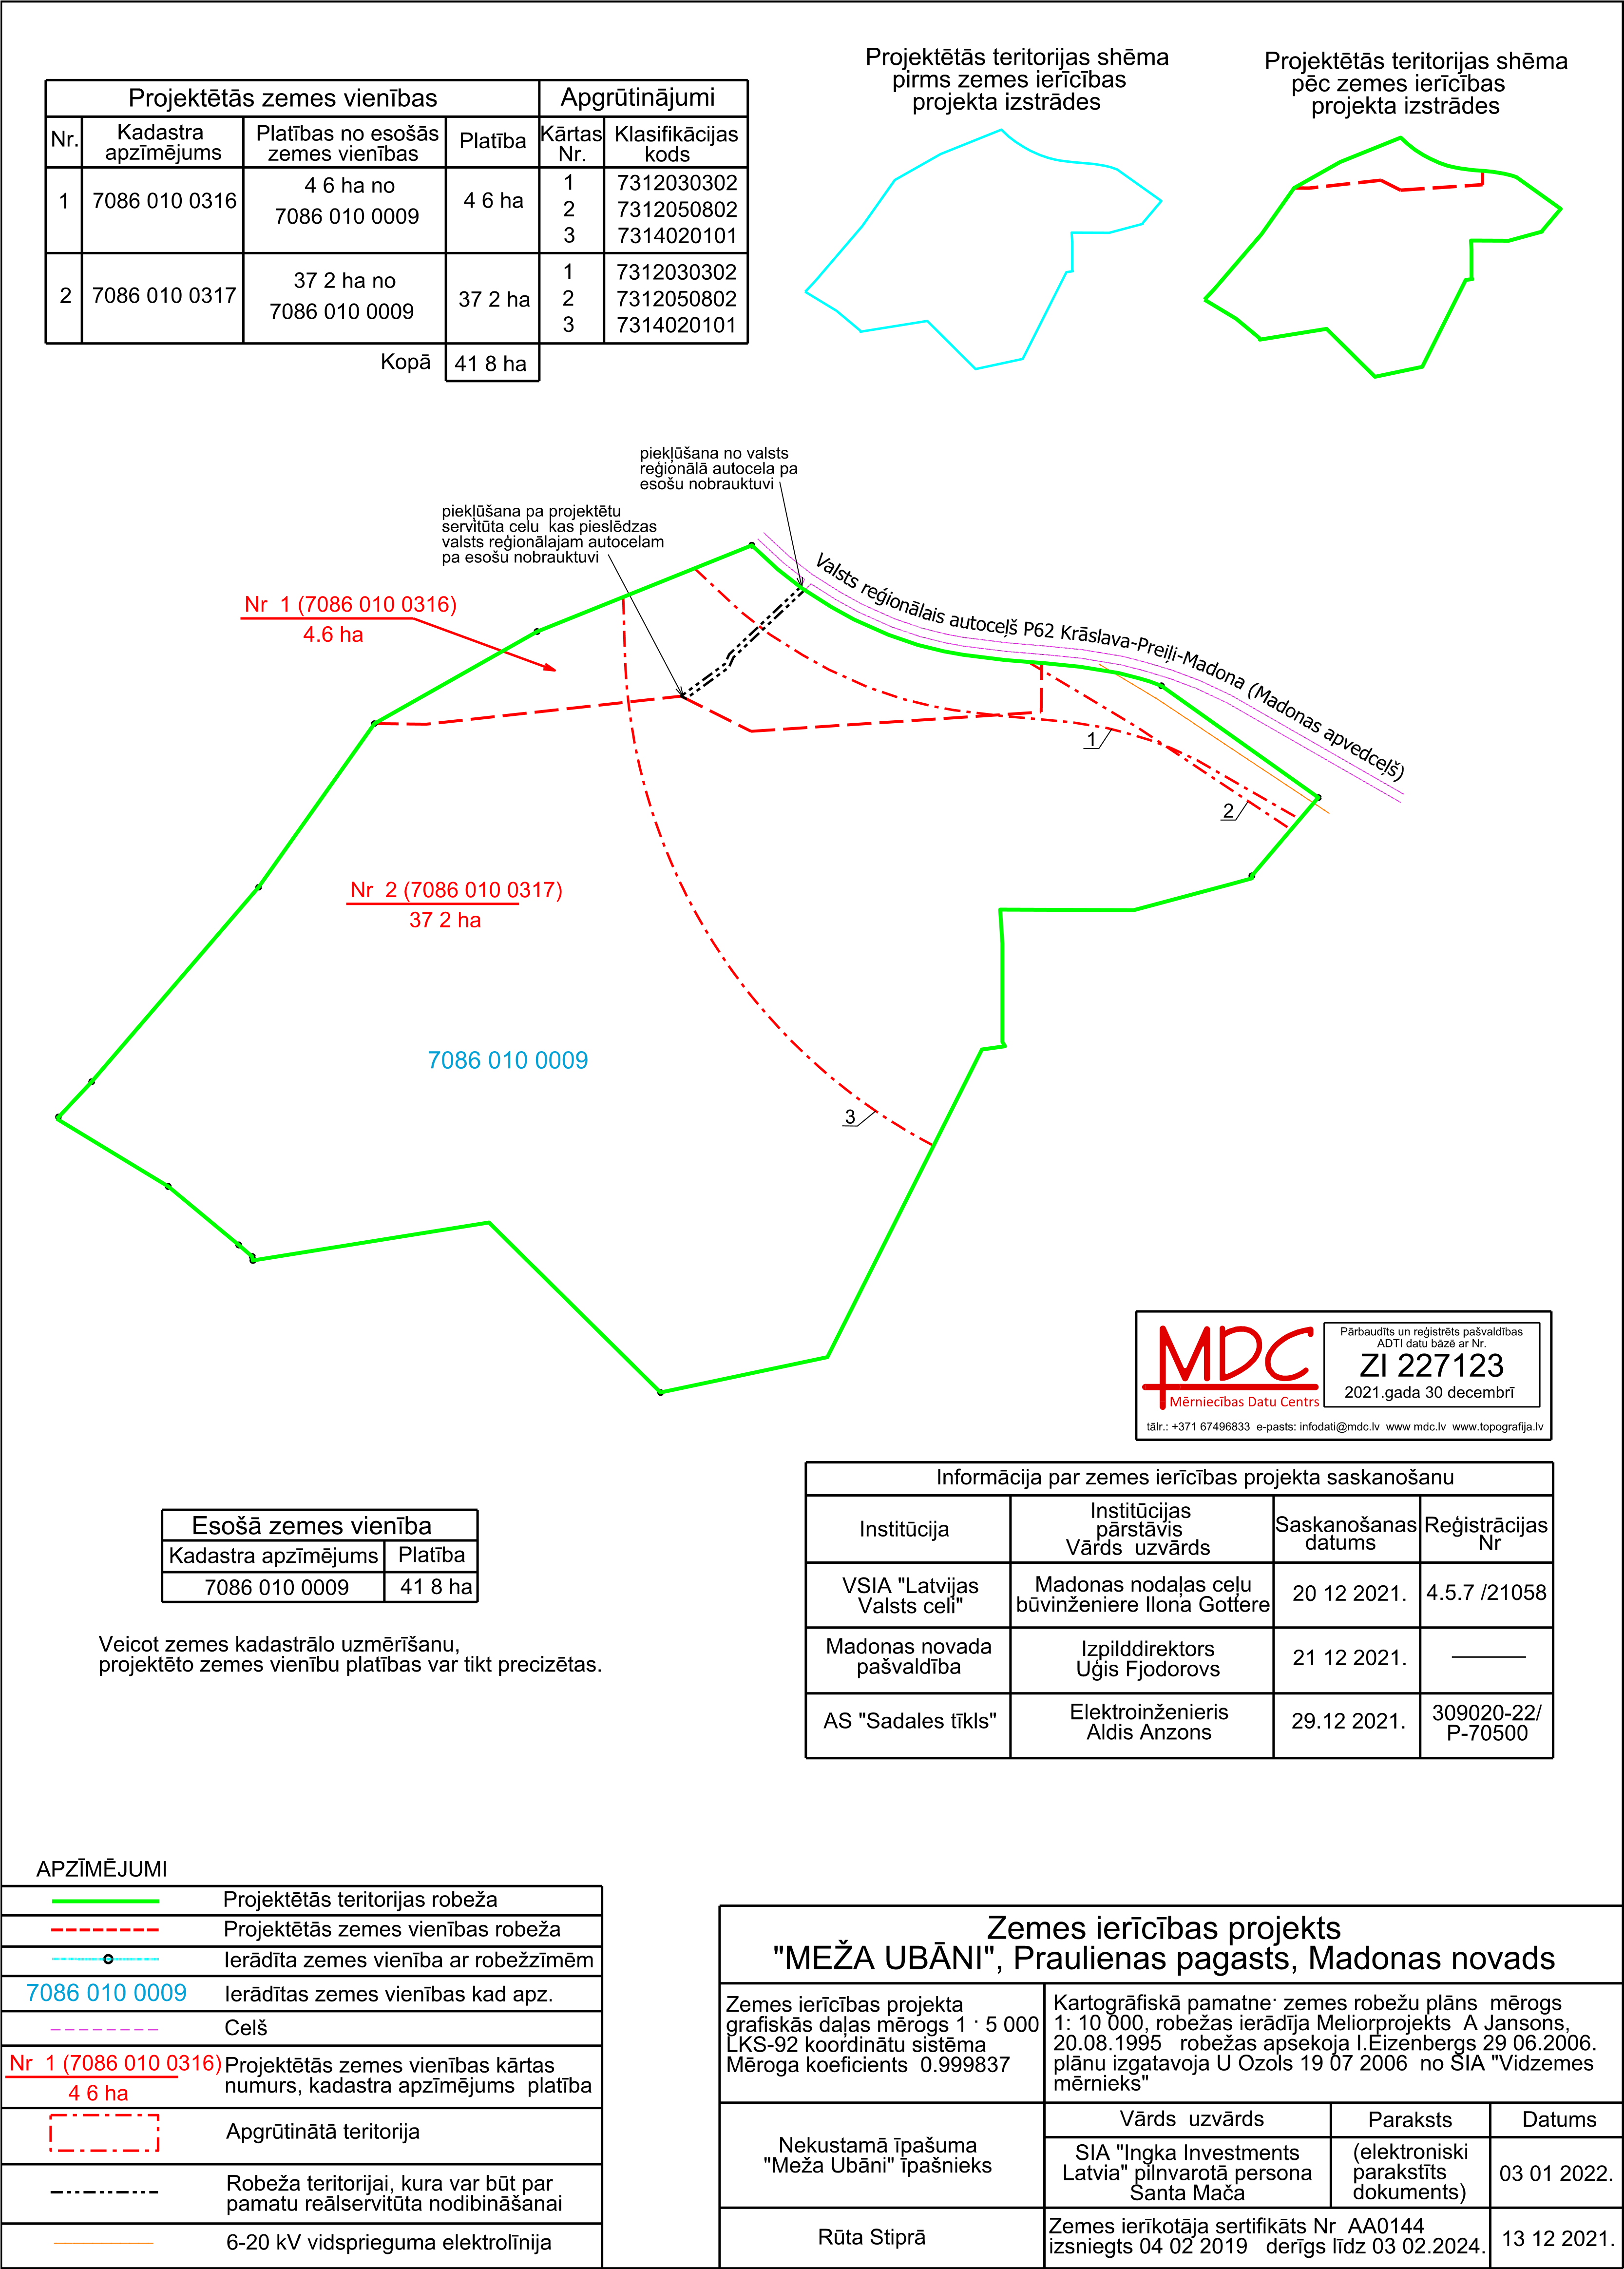 Projektētās teritorijas shēma
pirms zemes ierīcības
projekta izstrādes
Projektētās teritorijas shēma
pēc zemes ierīcības
projekta izstrādes
Projektētās zemes vienības Apgrūtinājumi
Nr. Kadastra apzīmējums Platības no esošās zemes vienības Platība Kārtas Nr. Klasifikācijas kods
1 7086 010 0316 4 6 ha no 7086 010 0009 4 6 ha
1 7312030302
2 7312050802
3 7314020101
2 7086 010 0317 37 2 ha no 7086 010 0009 37 2 ha
1 7312030302
2 7312050802
3 7314020101
Kopā 41 8 ha
piekļūšana no valsts
reģionālā autocela pa
esošu nobrauktuvi
piekļūšana pa projektētu
servitūta celu kas pieslēdzas
valsts reģionālajam autocelam
pa esošu nobrauktuvi
Valsts reģionālais autoceļš P62 Krāslava-Preiļi-Madona (Madonas apvedceļš)
Nr 1 (7086 010 0316)
4.6 ha
1
2
Nr 2 (7086 010 0317)
37 2 ha
7086 010 0009
3
MDC
Mērniecības Datu Centrs
Pārbaudīts un reģistrēts pašvaldības
ADTI datu bāzē ar Nr.
ZI 227123
2021.gada 30 decembrī
tālr.: +371 67496833 e-pasts: infodati@mdc.lv www mdc.lv www.topografija.lv
Esošā zemes vienība
Kadastra apzīmējums Platība
7086 010 0009 41 8 ha
Veicot zemes kadastrālo uzmērīšanu,
projektēto zemes vienību platības var tikt precizētas.
Informācija par zemes ierīcības projekta saskanošanu
Institūcija Institūcijas pārstāvis Vārds uzvārds Saskanošanas datums Reģistrācijas Nr
VSIA "Latvijas Valsts celi" Madonas nodaļas ceļu būvinženiere Ilona Gottere 20 12 2021. 4.5.7 /21058
Madonas novada pašvaldība Izpilddirektors Uģis Fjodorovs 21 12 2021.
AS "Sadales tīkls" Elektroinženieris Aldis Anzons 29.12 2021. 309020-22/ P-70500
APZĪMĒJUMI
Projektētās teritorijas robeža
Projektētās zemes vienības robeža
Ierādīta zemes vienība ar robežzīmēm
7086 010 0009 Ierādītas zemes vienības kad apz.
Celš
Nr 1 (7086 010 0316) Projektētās zemes vienības kārtas
4 6 ha numurs, kadastra apzīmējums platība
Apgrūtinātā teritorija
Robeža teritorijai, kura var būt par
pamatu reālservitūta nodibināšanai
6-20 kV vidsprieguma elektrolīnija
Zemes ierīcības projekts
"MEŽA UBĀNI", Praulienas pagasts, Madonas novads
Zemes ierīcības projekta
grafiskās daļas mērogs 1 · 5 000
LKS-92 koordinātu sistēma
Mēroga koeficients 0.999837
Kartogrāfiskā pamatne· zemes robežu plāns mērogs
1: 10 000, robežas ierādīja Meliorprojekts A Jansons,
20.08.1995 robežas apsekoja I.Eizenbergs 29 06.2006.
plānu izgatavoja U Ozols 19 07 2006 no SIA "Vidzemes
mērnieks"
Nekustamā īpašuma
"Meža Ubāni" īpašnieks
Vārds uzvārds Paraksts Datums
SIA "Ingka Investments
Latvia" pilnvarotā persona
Santa Mača
(elektroniski
parakstīts
dokuments)
03 01 2022.
Rūta Stiprā
Zemes ierīkotāja sertifikāts Nr AA0144
izsniegts 04 02 2019 derīgs līdz 03 02.2024.
13 12 2021.